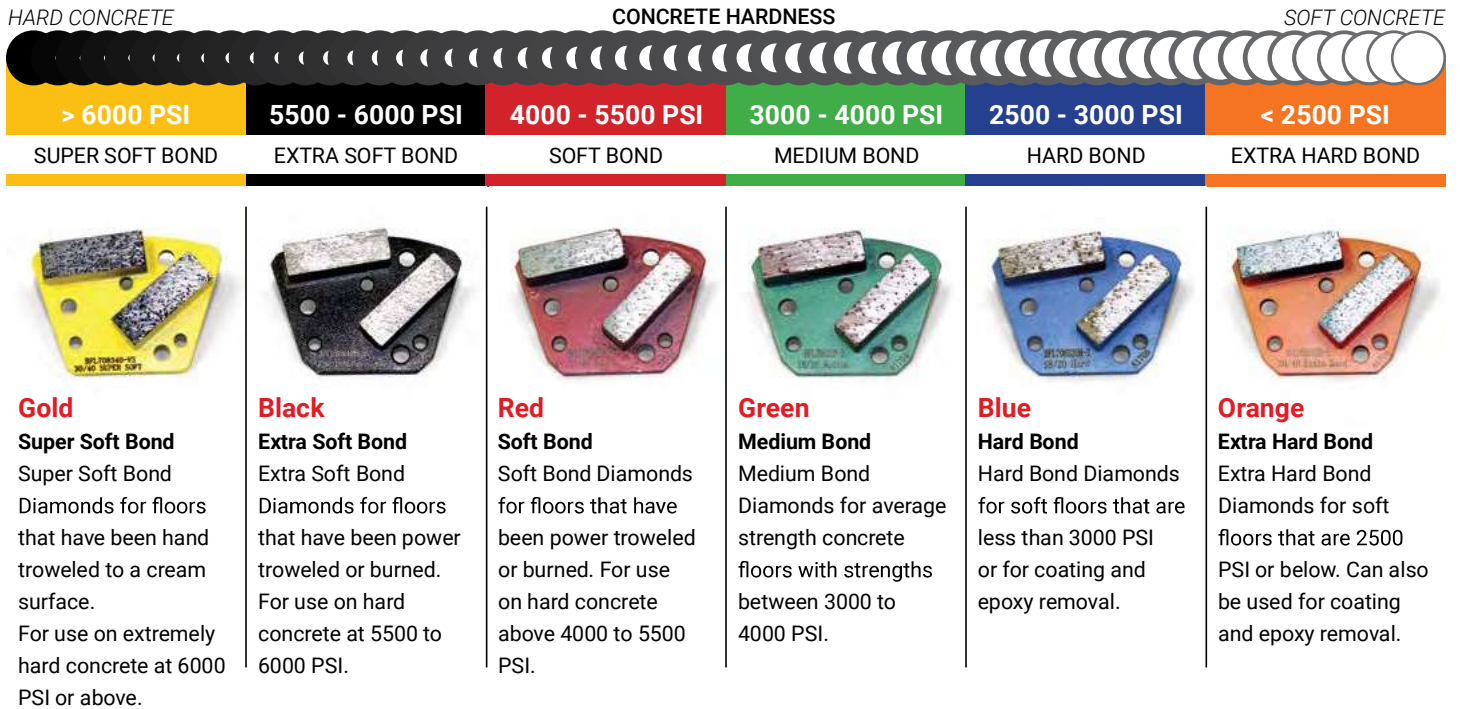 HARD CONCRETE
CONCRETE HARDNESS
SOFT CONCRETE
> 6000 PSI
5500 - 6000 PSI
4000 - 5500 PSI
3000 - 4000 PSI
2500 - 3000 PSI
< 2500 PSI
SUPER SOFT BOND
EXTRA SOFT BOND
SOFT BOND
MEDIUM BOND
HARD BOND
EXTRA HARD BOND
30/40 SUPER SOFT
18/20 Hard
Gold
Super Soft Bond
Super Soft Bond
Diamonds for floors
that have been hand
troweled to a cream
surface.
For use on extremely
hard concrete at 6000
PSI or above.
Black
Extra Soft Bond
Extra Soft Bond
Diamonds for floors
that have been power
troweled or burned.
For use on hard
concrete at 5500 to
6000 PSI.
Red
Soft Bond
Soft Bond Diamonds
for floors that have
been power troweled
or burned. For use
on hard concrete
above 4000 to 5500
PSI.
Green
Medium Bond
Medium Bond
Diamonds for average
strength concrete
floors with strengths
between 3000 to
4000 PSI.
Blue
Hard Bond
Hard Bond Diamonds
for soft floors that are
less than 3000 PSI
or for coating and
epoxy removal.
Orange
Extra Hard Bond
Extra Hard Bond
Diamonds for soft
floors that are 2500
PSI or below. Can also
be used for coating
and epoxy removal.